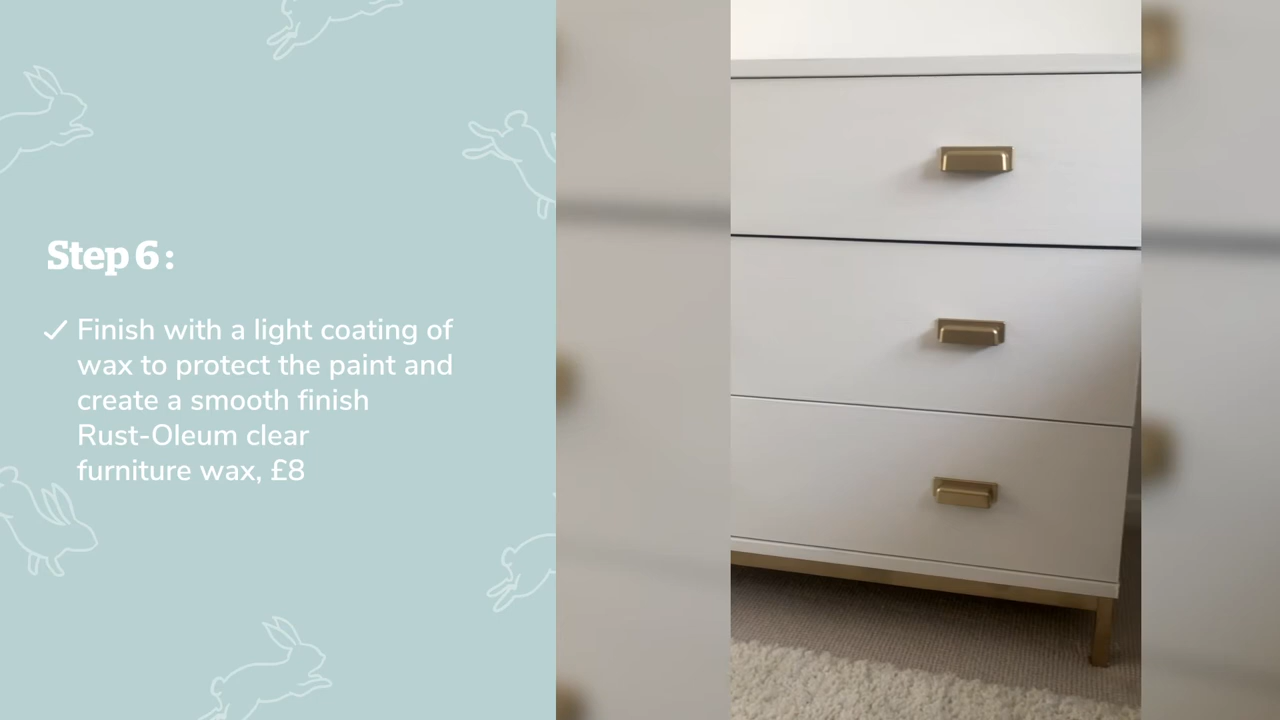 Step 6:
Finish with a light coating of
wax to protect the paint and
create a smooth finish
Rust-Oleum clear
furniture wax, £8